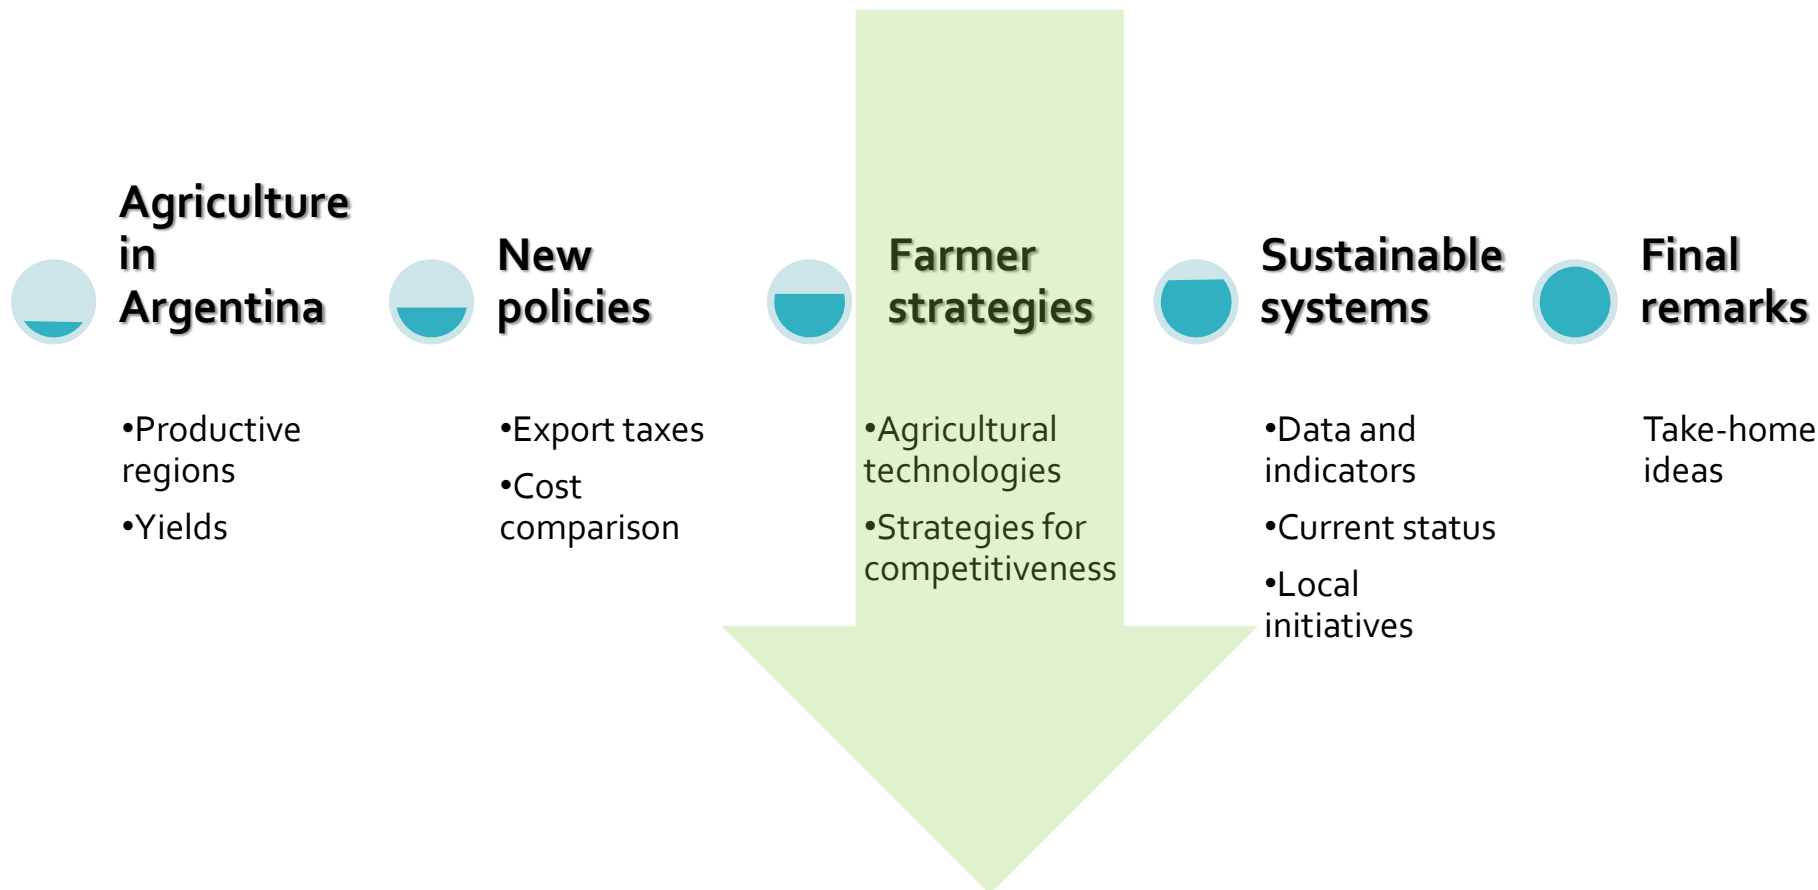 Agriculture
in
Argentina
•Productive
regions
•Yields
New
policies
•Export taxes
•Cost
comparison
Farmer
strategies
•Agricultural
technologies
•Strategies for
competitiveness
Sustainable
systems
•Data and
indicators
•Current status
•Local
initiatives
Final
remarks
Take-home
ideas